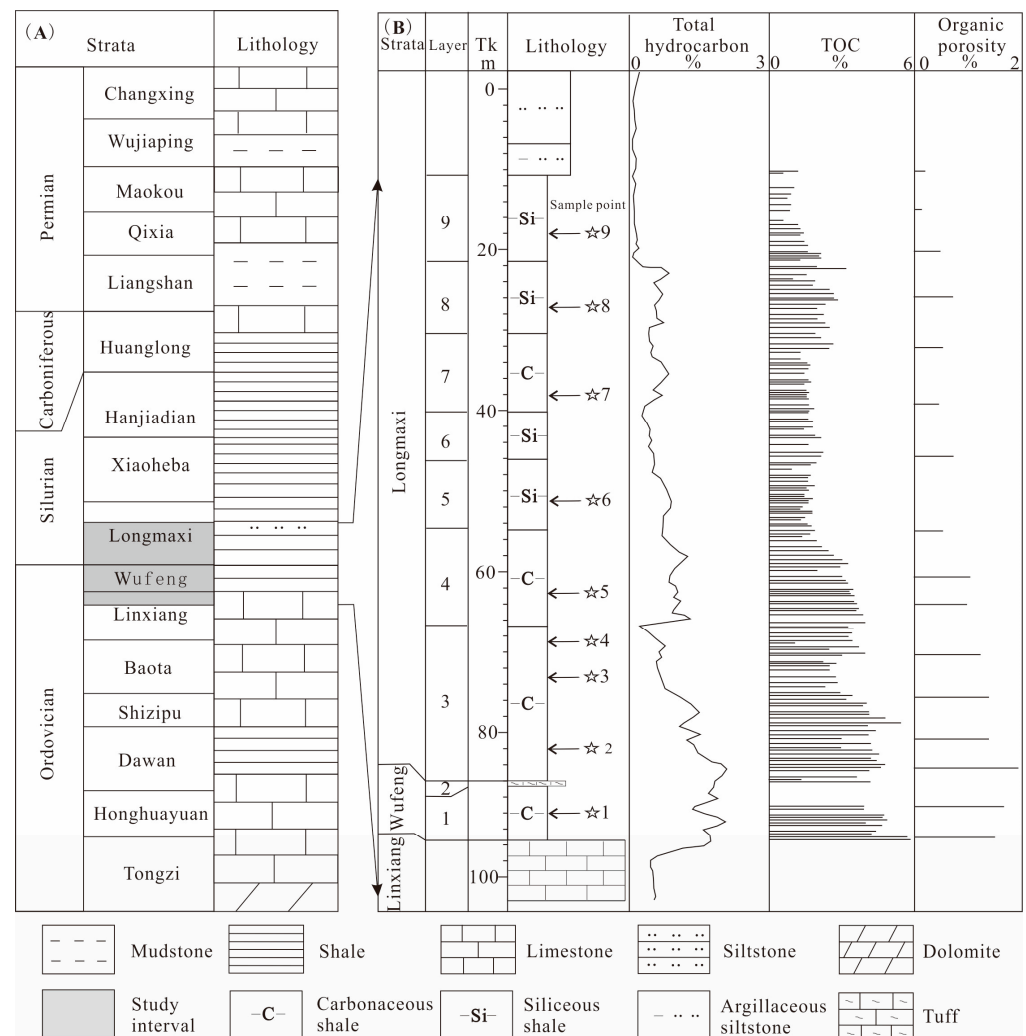 (A)
Strata
Lithology
Permian
Changxing
Wujiaping
Maokou
Qixia
Liangshan
Carboniferous
Huanglong
Silurian
Hanjiadian
Xiaoheba
Longmaxi
Ordovician
Wufeng
Linxiang
Baota
Shizipu
Dawan
Honghuayuan
Tongzi
(B)
Strata
Layer
Tk
m
Lithology
Total
hydrocarbon
0 % 3
TOC
0 % 6
Organic
porosity
0 % 2
Longmaxi
Wufeng
Linxiang
9
8
7
6
5
4
3
2
1
0
20
40
60
80
100
Sample point
Si
☆9
Si
☆8
C
☆7
Si
Si
☆6
C
☆5
☆4
☆3
C
☆2
C
☆1
Mudstone
Shale
Limestone
Siltstone
Dolomite
Study
interval
C
Carbonaceous
shale
Si
Siliceous
shale
Argillaceous
siltstone
Tuff